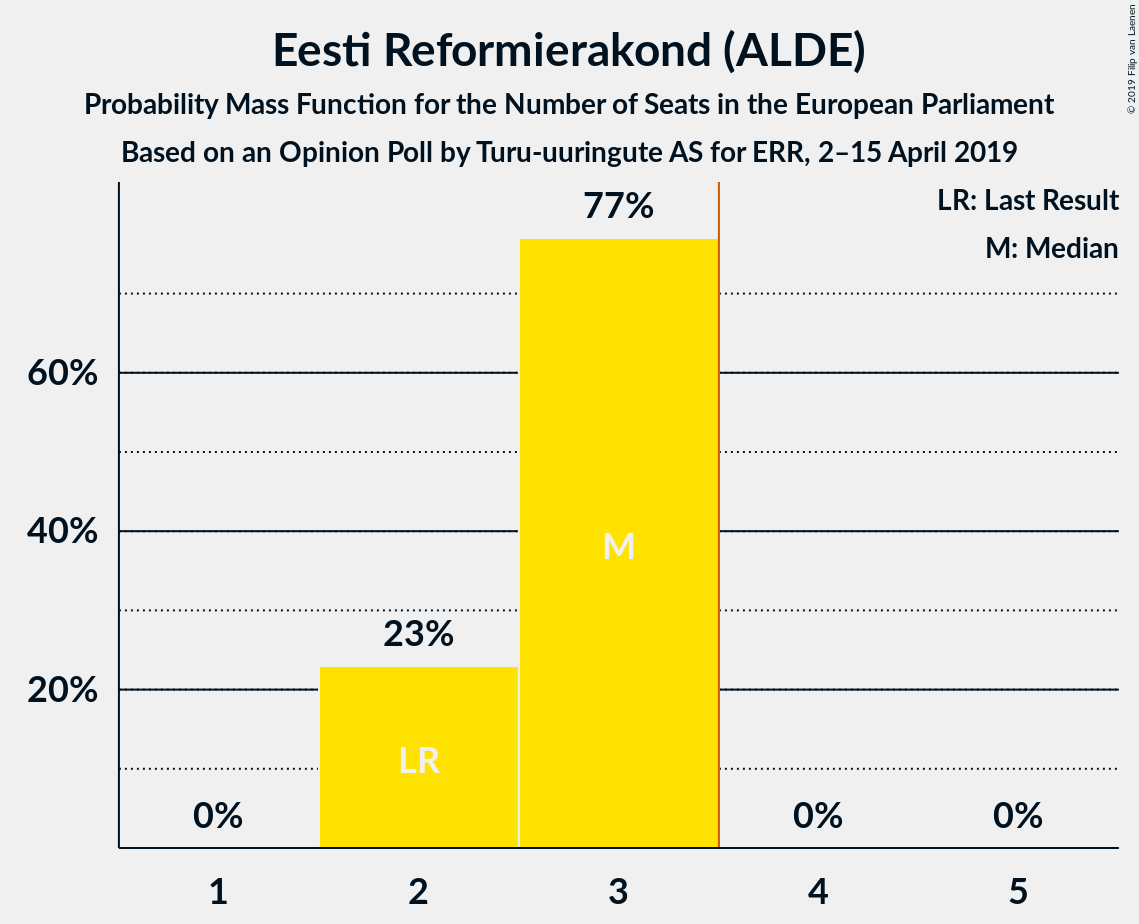 Eesti Reformierakond (ALDE)
Probability Mass Function for the Number of Seats in the European Parliament
Based on an Opinion Poll by Turu-uuringute AS for ERR, 2–15 April 2019
© 2019 Filip van Laenen
LR: Last Result
M: Median
77%
60%
40%
M
23%
20%
LR
0%
0%
0%
1
2
3
4
5